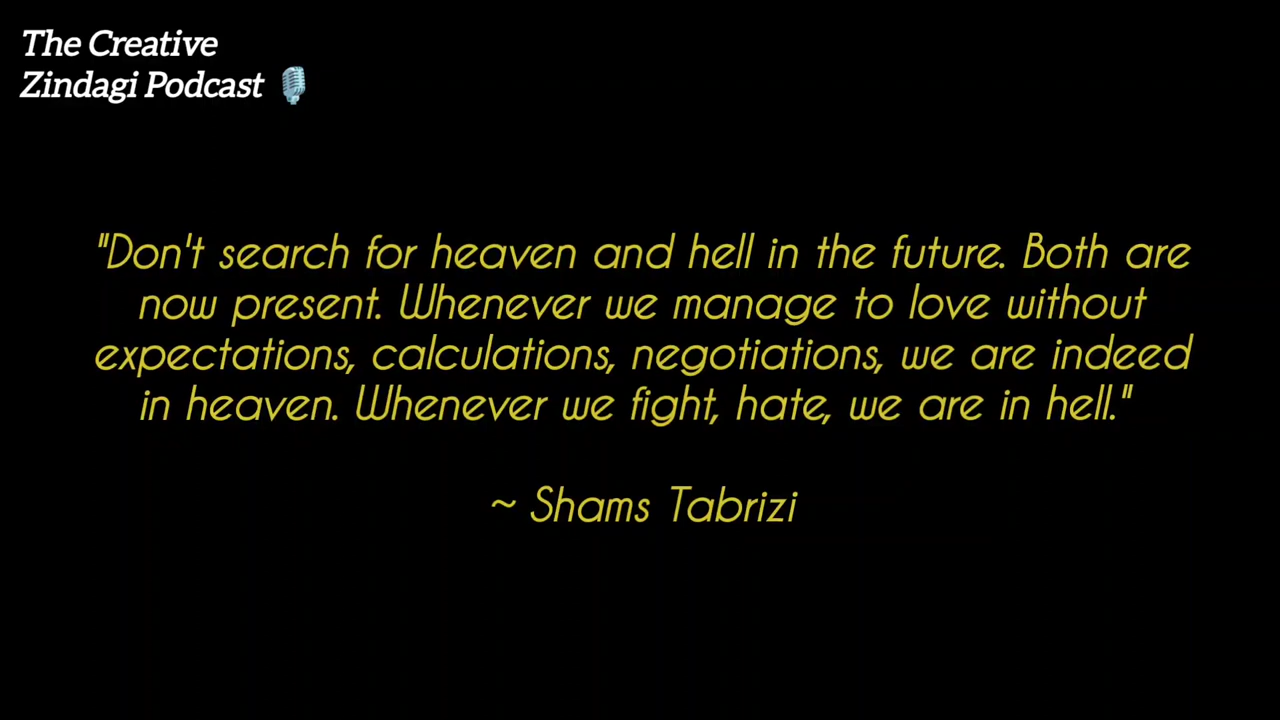 The Creative
Zindagi Podcast
"Don't search for heaven and hell in the future. Both are
now present. Whenever we manage to love without
expectations, calculations, negotiations, we are indeed
in heaven. Whenever we fight, hate, we are in hell."
~ Shams Tabrizi